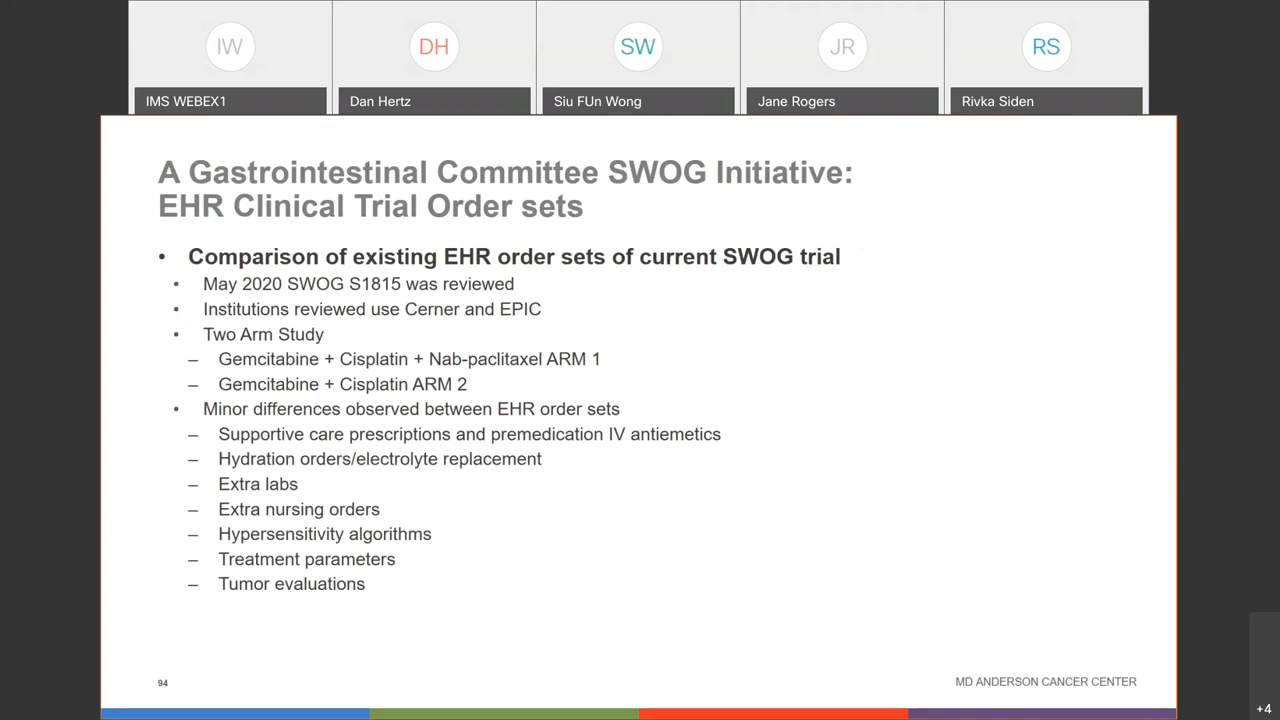 IW
DH
SW
JR
RS
IMS WEBEX1
Dan Hertz
Siu FUn Wong
Jane Rogers
Rivka Siden
A Gastrointestinal Committee SWOG Initiative:
EHR Clinical Trial Order sets
• Comparison of existing EHR order sets of current SWOG trial
• May 2020 SWOG S1815 was reviewed
• Institutions reviewed use Cerner and EPIC
• Two Arm Study
– Gemcitabine + Cisplatin + Nab-paclitaxel ARM 1
– Gemcitabine + Cisplatin ARM 2
• Minor differences observed between EHR order sets
– Supportive care prescriptions and premedication IV antiemetics
– Hydration orders/electrolyte replacement
– Extra labs
– Extra nursing orders
– Hypersensitivity algorithms
– Treatment parameters
– Tumor evaluations
94
MD ANDERSON CANCER CENTER
+4